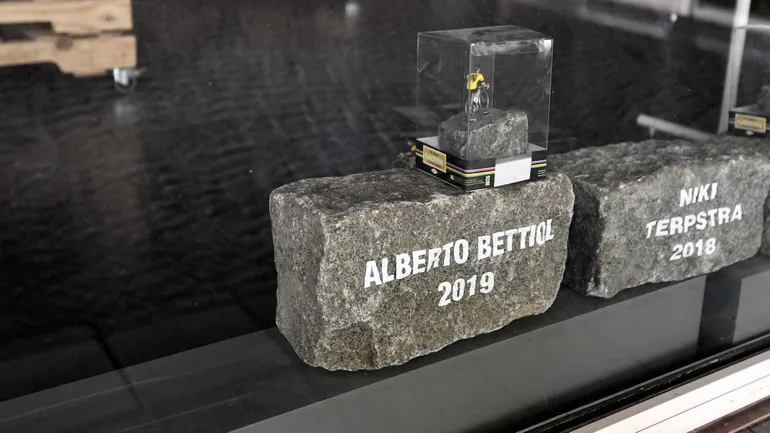 ALBERTO BETTIOL
2019
NIKI
TERPSTRA
2018